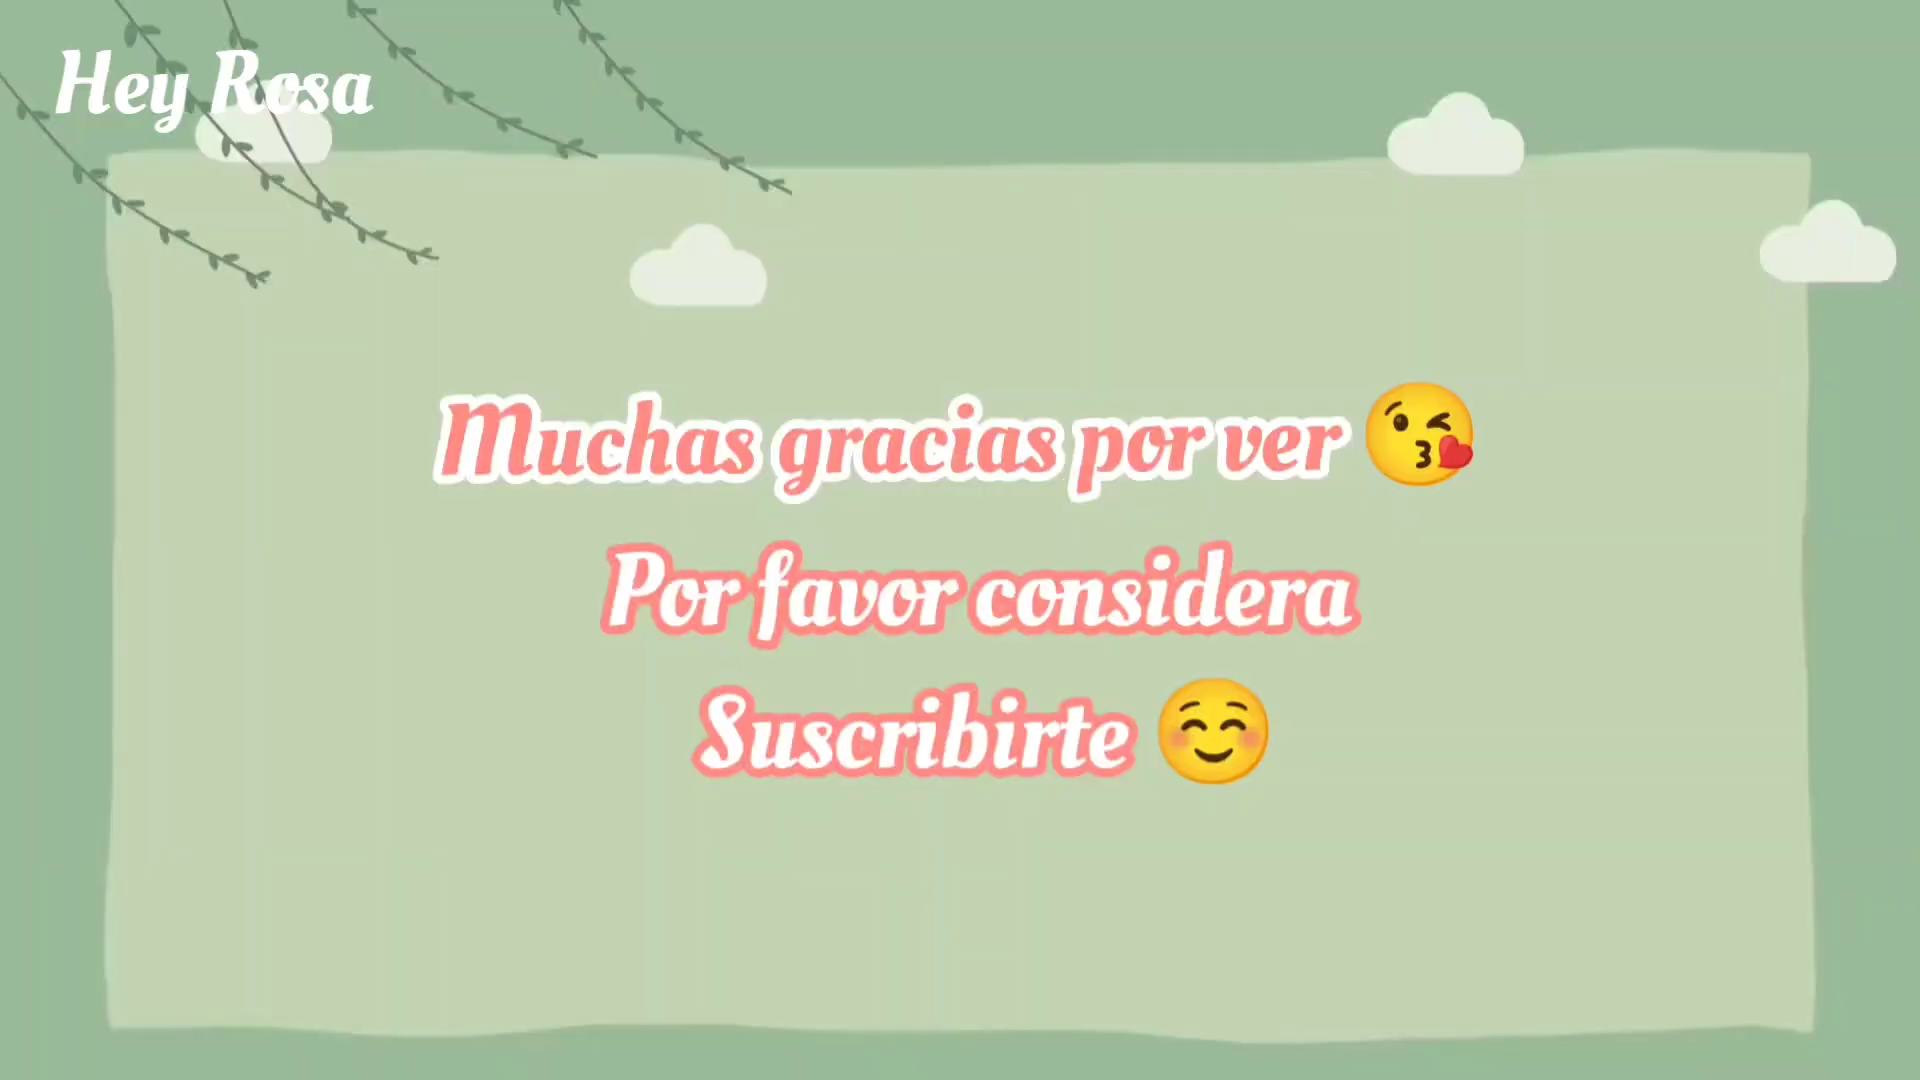 Hey Rosa
Muchas gracias por ver 😘
Por favor considera
Suscribirte ☺️